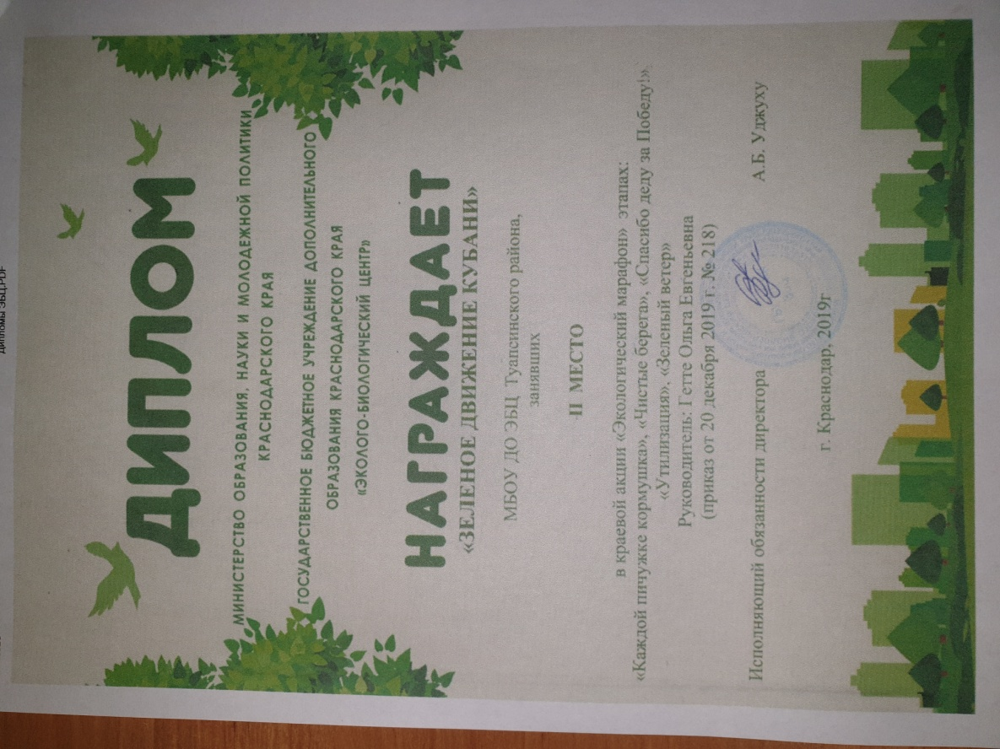 Дипломы ЭБЦ.PDF
ДИПЛОМ
МИНИСТЕРСТВО ОБРАЗОВАНИЯ, НАУКИ И МОЛОДЕЖНОЙ ПОЛИТИКИ
КРАСНОДАРСКОГО КРАЯ
ГОСУДАРСТВЕННОЕ БЮДЖЕТНОЕ УЧРЕЖДЕНИЕ ДОПОЛНИТЕЛЬНОГО
ОБРАЗОВАНИЯ КРАСНОДАРСКОГО КРАЯ
«ЭКОЛОГО-БИОЛОГИЧЕСКИЙ ЦЕНТР»
НАГРАЖДАЕТ
«ЗЕЛЕНОЕ ДВИЖЕНИЕ КУБАНИ»
МБОУ ДО ЭБЦ Туапсинского района,
занявших
II МЕСТО
в краевой акции «Экологический марафон» этапах:
«Каждой пичужке кормушка», «Чистые берега», «Спасибо деду за Победу!»,
«Утилизация», «Зеленый ветер»
Руководитель: Гетте Ольга Евгеньевна
(приказ от 20 декабря 2019 г. № 218)
Исполняющий обязанности директора А.Б. Уджуху
г. Краснодар, 2019г